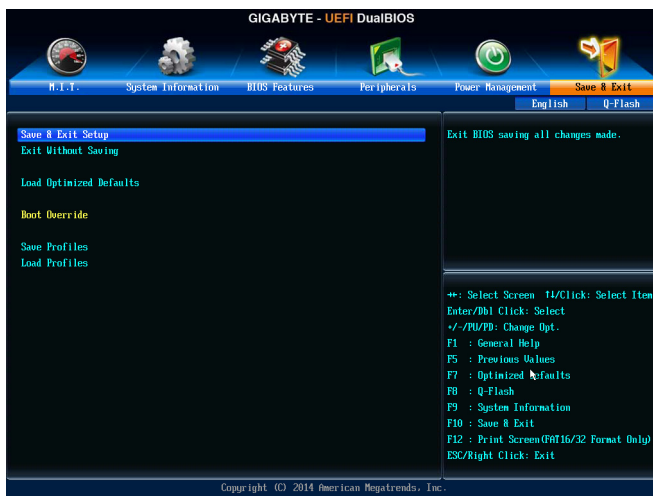 GIGABYTE - UEFI DualBIOS
M.I.T. System Information BIOS Features Peripherals Power Management Save & Exit
English Q-Flash
Save & Exit Setup
Exit Without Saving
Load Optimized Defaults
Boot Override
Save Profiles
Load Profiles
Exit BIOS saving all changes made.
→←: Select Screen ↑↓/Click: Select Item
Enter/Dbl Click: Select
+/-/PU/PD: Change Opt.
F1 : General Help
F5 : Previous Values
F7 : Optimized Defaults
F8 : Q-Flash
F9 : System Information
F10 : Save & Exit
F12 : Print Screen(FAT16/32 Format Only)
ESC/Right Click: Exit
Copyright (C) 2014 American Megatrends, Inc.